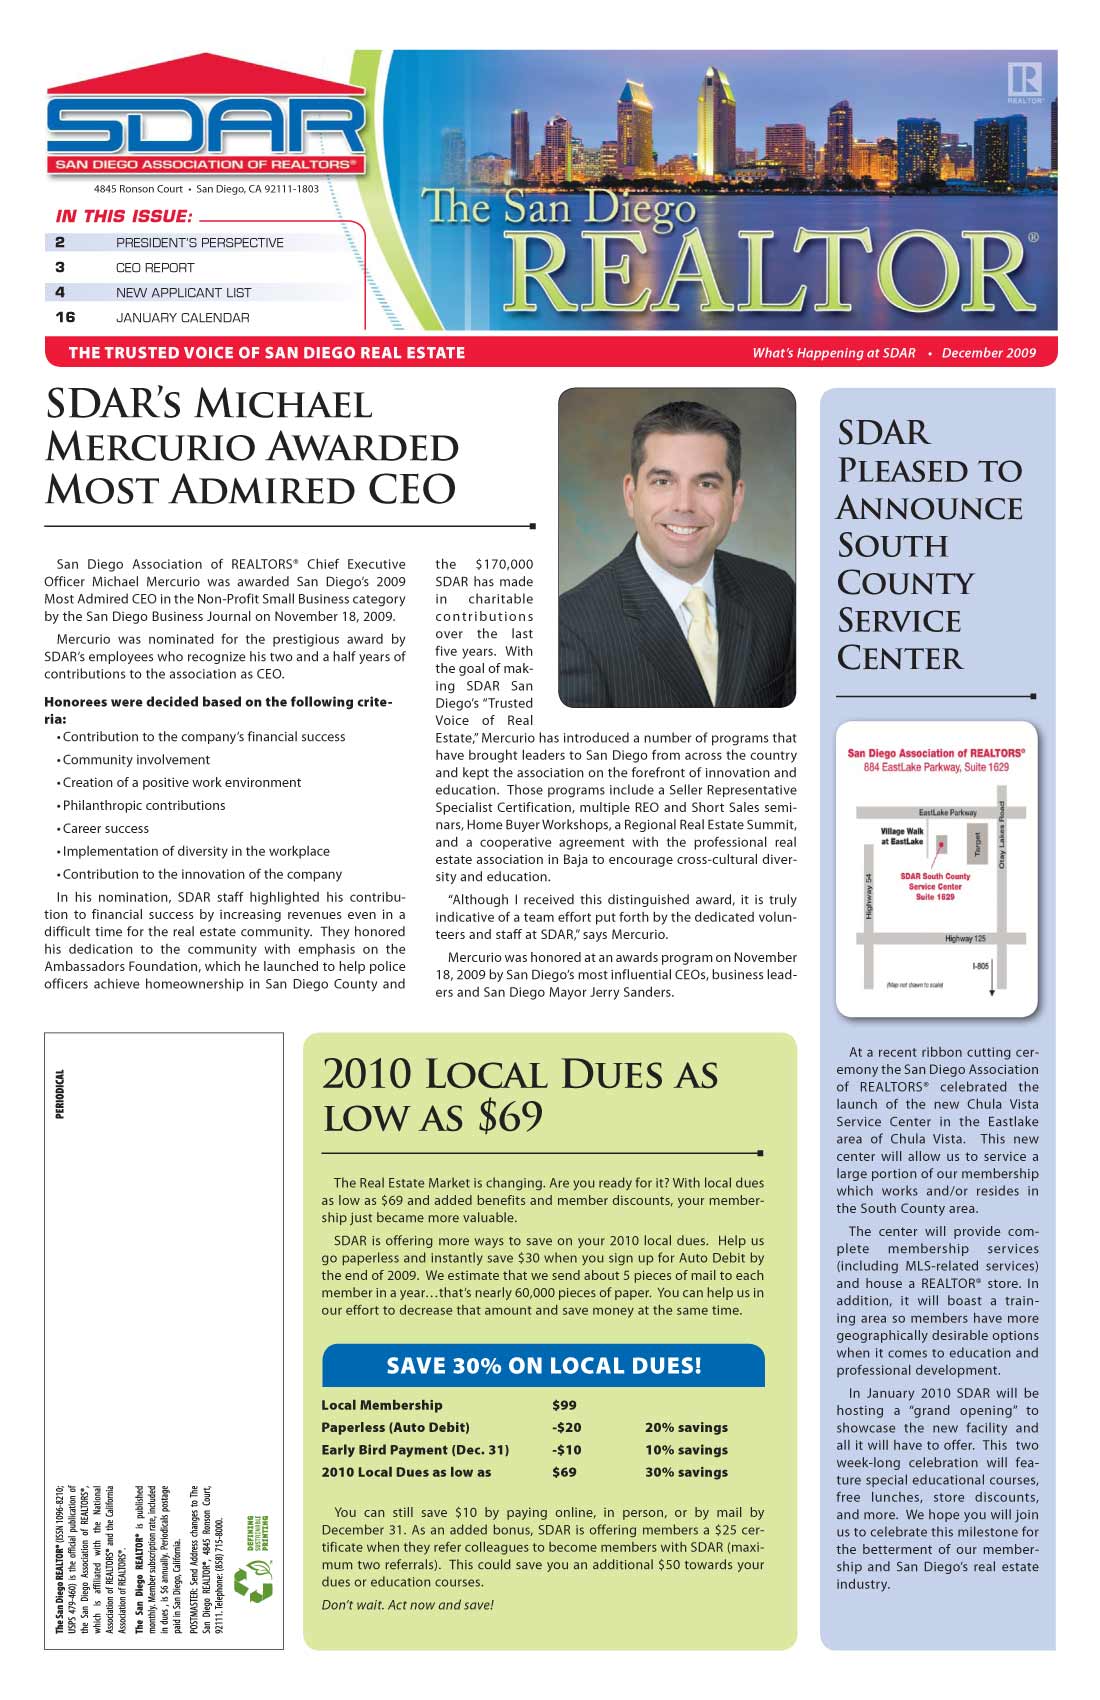 SDAR
SAN DIEGO ASSOCIATION OF REALTORS®
4845 Ronson Court • San Diego, CA 92111-1803
IN THIS ISSUE:
2 PRESIDENT'S PERSPECTIVE
3 CEO REPORT
4 NEW APPLICANT LIST
16 JANUARY CALENDAR
REALTOR®
The San Diego
REALTOR®
THE TRUSTED VOICE OF SAN DIEGO REAL ESTATE
What's Happening at SDAR • December 2009
SDAR's Michael
Mercurio Awarded
Most Admired CEO
San Diego Association of REALTORS® Chief Executive
Officer Michael Mercurio was awarded San Diego's 2009
Most Admired CEO in the Non-Profit Small Business category
by the San Diego Business Journal on November 18, 2009.
Mercurio was nominated for the prestigious award by
SDAR's employees who recognize his two and a half years of
contributions to the association as CEO.
Honorees were decided based on the following crite-
ria:
• Contribution to the company's financial success
• Community involvement
• Creation of a positive work environment
• Philanthropic contributions
• Career success
• Implementation of diversity in the workplace
• Contribution to the innovation of the company
In his nomination, SDAR staff highlighted his contribu-
tion to financial success by increasing revenues even in a
difficult time for the real estate community. They honored
his dedication to the community with emphasis on the
Ambassadors Foundation, which he launched to help police
officers achieve homeownership in San Diego County and
the $170,000
SDAR has made
in charitable
contributions
over the last
five years. With
the goal of mak-
ing SDAR San
Diego's "Trusted
Voice of Real
Estate," Mercurio has introduced a number of programs that
have brought leaders to San Diego from across the country
and kept the association on the forefront of innovation and
education. Those programs include a Seller Representative
Specialist Certification, multiple REO and Short Sales semi-
nars, Home Buyer Workshops, a Regional Real Estate Summit,
and a cooperative agreement with the professional real
estate association in Baja to encourage cross-cultural diver-
sity and education.
"Although I received this distinguished award, it is truly
indicative of a team effort put forth by the dedicated volun-
teers and staff at SDAR," says Mercurio.
Mercurio was honored at an awards program on November
18, 2009 by San Diego's most influential CEOs, business lead-
ers and San Diego Mayor Jerry Sanders.
SDAR
Pleased to
Announce
South
County
Service
Center
San Diego Association of REALTORS®
884 EastLake Parkway, Suite 1629
EastLake Parkway
Village Walk
at EastLake
Target
Otay Lakes Road
SDAR South County
Service Center
Suite 1629
Highway 54
Highway 125
I-805
(Map not drawn to scale)
At a recent ribbon cutting cer-
emony the San Diego Association
of REALTORS® celebrated the
launch of the new Chula Vista
Service Center in the Eastlake
area of Chula Vista. This new
center will allow us to service a
large portion of our membership
which works and/or resides in
the South County area.
The center will provide com-
plete membership services
(including MLS-related services)
and house a REALTOR® store. In
addition, it will boast a train-
ing area so members have more
geographically desirable options
when it comes to education and
professional development.
In January 2010 SDAR will be
hosting a "grand opening" to
showcase the new facility and
all it will have to offer. This two
week-long celebration will fea-
ture special educational courses,
free lunches, store discounts,
and more. We hope you will join
us to celebrate this milestone for
the betterment of our member-
ship and San Diego's real estate
industry.
PERIODICAL
The San Diego REALTOR® (ISSN 1096-8210;
USPS 479-460) is the official publication of
the San Diego Association of REALTORS®,
which is affiliated with the National
Association of REALTORS® and the California
Association of REALTORS®.
The San Diego REALTOR® is published
monthly. Member subscription rate, included
in dues , is $6 annually. Periodicals postage
paid in San Diego, California.
POSTMASTER: Send Address changes to The
San Diego REALTOR®, 4845 Ronson Court,
92111. Telephone: (858) 715-8000.
DEFINING
SUSTAINABLE
PRINTING
2010 Local Dues as
low as $69
The Real Estate Market is changing. Are you ready for it? With local dues
as low as $69 and added benefits and member discounts, your member-
ship just became more valuable.
SDAR is offering more ways to save on your 2010 local dues. Help us
go paperless and instantly save $30 when you sign up for Auto Debit by
the end of 2009. We estimate that we send about 5 pieces of mail to each
member in a year…that's nearly 60,000 pieces of paper. You can help us in
our effort to decrease that amount and save money at the same time.
SAVE 30% ON LOCAL DUES!
Local Membership $99
Paperless (Auto Debit) -$20 20% savings
Early Bird Payment (Dec. 31) -$10 10% savings
2010 Local Dues as low as $69 30% savings
You can still save $10 by paying online, in person, or by mail by
December 31. As an added bonus, SDAR is offering members a $25 cer-
tificate when they refer colleagues to become members with SDAR (maxi-
mum two referrals). This could save you an additional $50 towards your
dues or education courses.
Don't wait. Act now and save!